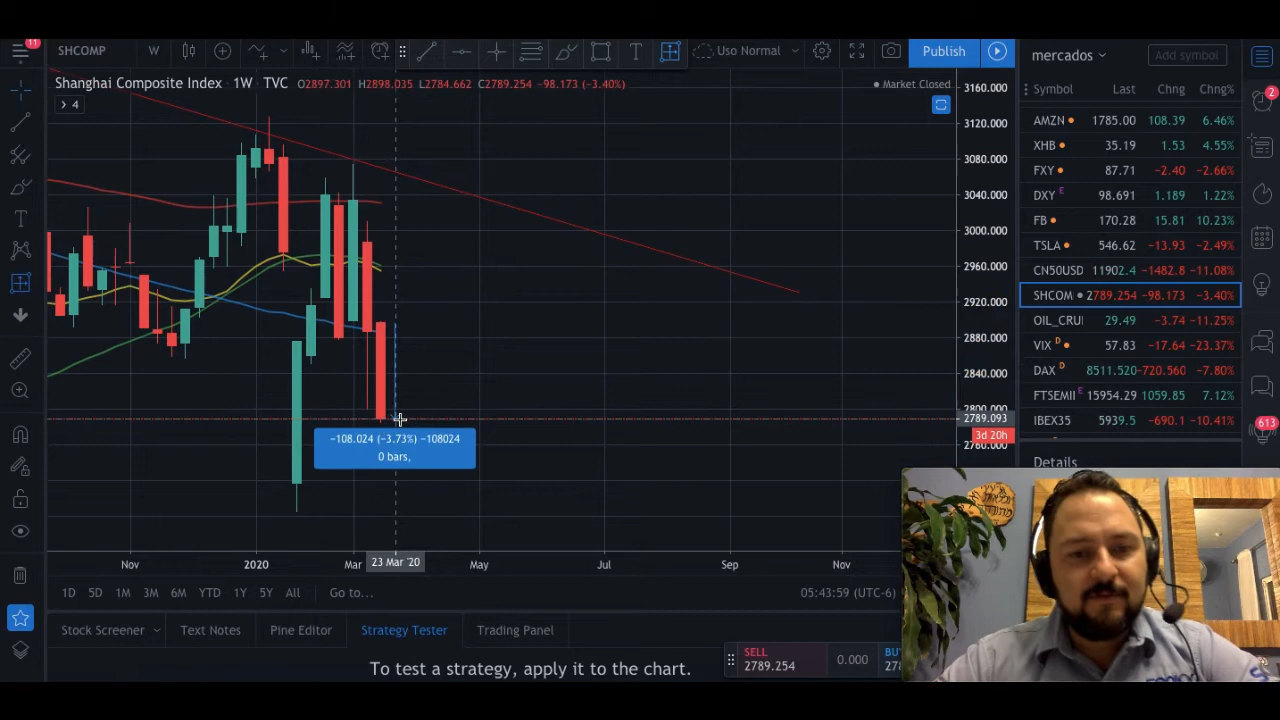 11
SHCOMP
W
Uso Normal
Publish
mercados
Add symbol
Shanghai Composite Index · 1W · TVC O2897.301 H2898.035 L2784.662 C2789.254 −98.173 (−3.40%)
Market Closed
4
3160.000
3120.000
3080.000
3040.000
3000.000
2960.000
2920.000
2880.000
2840.000
2800.000
2789.093
3d 20h
2760.000
−108.024 (−3.73%) −108024
0 bars,
Nov
2020
Mar
23 Mar '20
May
Jul
Sep
Nov
Symbol Last Chng Chng%
AMZN 1785.00 108.39 6.46%
XHB 35.19 1.53 4.55%
FXY 87.71 −2.40 −2.66%
DXY E 98.691 1.189 1.22%
FB 170.28 15.81 10.23%
TSLA 546.62 −13.93 −2.49%
CN50USD 11902.4 −1482.8 −11.08%
SHCOM 2789.254 −98.173 −3.40%
OIL_CRU 29.49 −3.74 −11.25%
VIX D 57.83 −17.64 −23.37%
DAX D 8511.520 −720.560 −7.80%
FTSEMII E 15954.29 1059.85 7.12%
IBEX35 5939.5 −690.1 −10.41%
Details
2
613
1D 5D 1M 3M 6M YTD 1Y 5Y All Go to...
05:43:59 (UTC-6)
Stock Screener
Text Notes
Pine Editor
Strategy Tester
Trading Panel
To test a strategy, apply it to the chart.
SELL
2789.254
0.000
BU
278